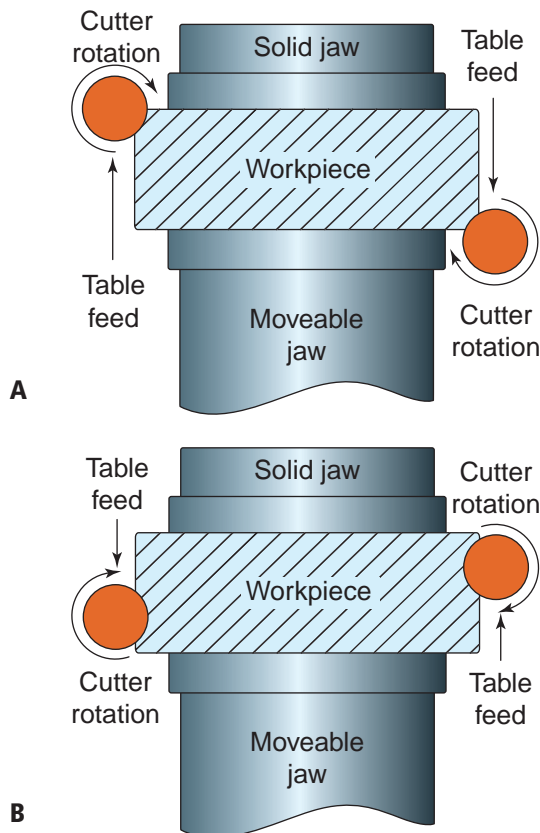 Cutter
rotation
Solid jaw
Table
feed
Workpiece
Table
feed
Moveable
jaw
Cutter
rotation
A
Table
feed
Solid jaw
Cutter
rotation
Workpiece
Cutter
rotation
Table
feed
Moveable
jaw
B